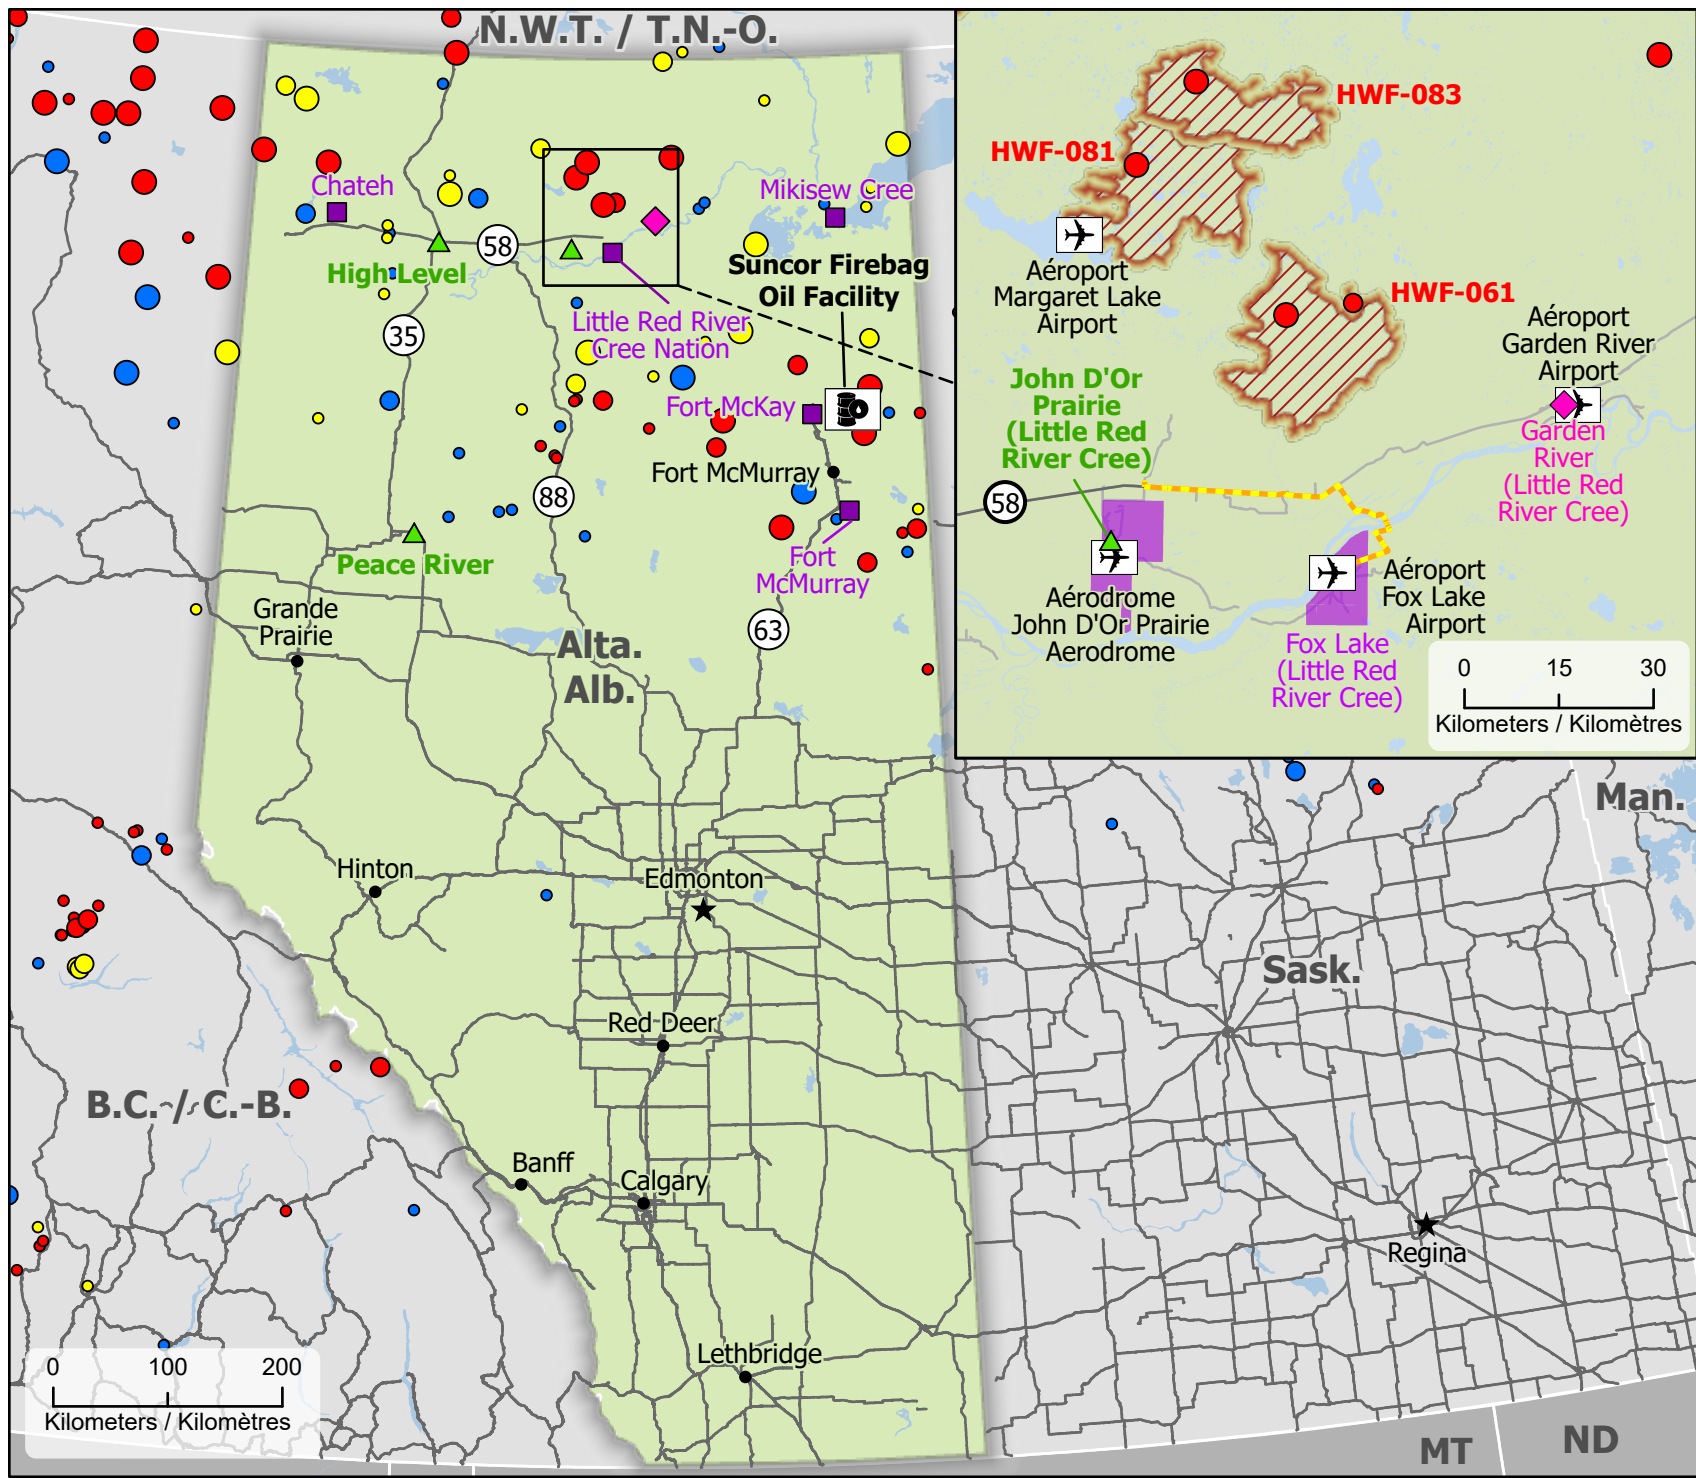 N.W.T. / T.N.-O.
Chateh
High Level
58
35
Mikisew Cree
Suncor Firebag
Oil Facility
Little Red River
Cree Nation
Fort McKay
Fort McMurray
88
Peace River
Fort
McMurray
63
Grande
Prairie
Alta.
Alb.
Hinton
Edmonton
Red Deer
B.C. / C.-B.
Banff
Calgary
Lethbridge
0 100 200
Kilometers / Kilomètres
HWF-083
HWF-081
HWF-061
Aéroport
Margaret Lake
Airport
Aéroport
Garden River
Airport
John D'Or
Prairie
(Little Red
River Cree)
Garden
River
(Little Red
River Cree)
58
Aérodrome
John D'Or Prairie
Aerodrome
Aéroport
Fox Lake
Airport
Fox Lake
(Little Red
River Cree)
0 15 30
Kilometers / Kilomètres
Man.
Sask.
Regina
MT
ND